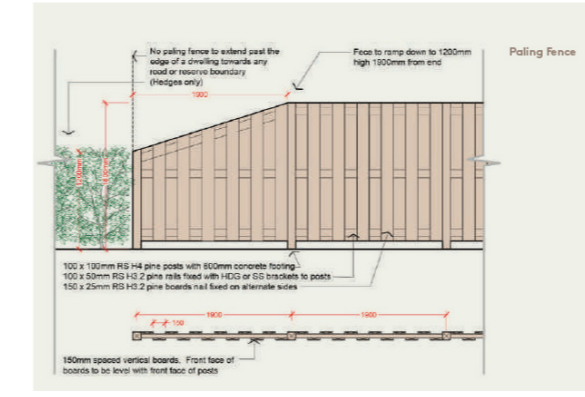 No paling fence to extend past the
edge of a dwelling towards any
road or reserve boundary
(Hedges only)
Fece to ramp down to 1200mm
high 1900mm from end
Paling Fence
1900
1200mm
100 x 100mm RS H4 pine posts with 600mm concrete footing
100 x 50mm RS H3.2 pine rails fixed with HDG or SS brackets to posts
150 x 25mm RS H3.2 pine boards nail fixed on alternate sides
1900
1900
150
150mm spaced vertical boards. Front face of
boards to be level with front face of posts